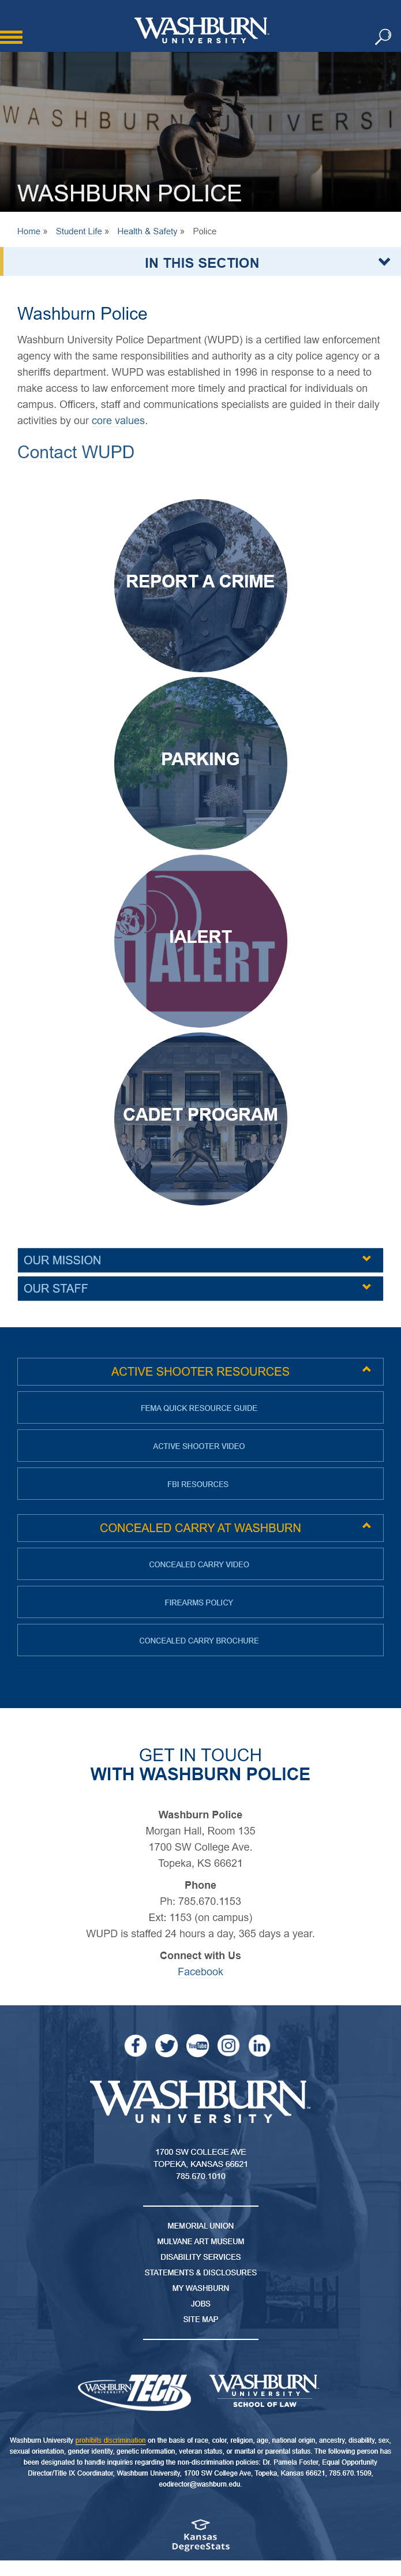 WASHBURN
UNIVERSITY
WASHBURN UNIVERSI
WASHBURN POLICE
Home » Student Life » Health & Safety » Police
IN THIS SECTION
Washburn Police
Washburn University Police Department (WUPD) is a certified law enforcement
agency with the same responsibilities and authority as a city police agency or a
sheriffs department. WUPD was established in 1996 in response to a need to
make access to law enforcement more timely and practical for individuals on
campus. Officers, staff and communications specialists are guided in their daily
activities by our core values.
Contact WUPD
REPORT A CRIME
PARKING
IALERT
iALERT
CADET PROGRAM
OUR MISSION
OUR STAFF
ACTIVE SHOOTER RESOURCES
FEMA QUICK RESOURCE GUIDE
ACTIVE SHOOTER VIDEO
FBI RESOURCES
CONCEALED CARRY AT WASHBURN
CONCEALED CARRY VIDEO
FIREARMS POLICY
CONCEALED CARRY BROCHURE
GET IN TOUCH
WITH WASHBURN POLICE
Washburn Police
Morgan Hall, Room 135
1700 SW College Ave.
Topeka, KS 66621
Phone
Ph: 785.670.1153
Ext: 1153 (on campus)
WUPD is staffed 24 hours a day, 365 days a year.
Connect with Us
Facebook
YouTube
WASHBURN
UNIVERSITY
1700 SW COLLEGE AVE
TOPEKA, KANSAS 66621
785.670.1010
MEMORIAL UNION
MULVANE ART MUSEUM
DISABILITY SERVICES
STATEMENTS & DISCLOSURES
MY WASHBURN
JOBS
SITE MAP
WASHBURN UNIVERSITY TECH
WASHBURN
UNIVERSITY
SCHOOL OF LAW
Washburn University prohibits discrimination on the basis of race, color, religion, age, national origin, ancestry, disability, sex,
sexual orientation, gender identity, genetic information, veteran status, or marital or parental status. The following person has
been designated to handle inquiries regarding the non-discrimination policies: Dr. Pamela Foster, Equal Opportunity
Director/Title IX Coordinator, Washburn University, 1700 SW College Ave, Topeka, Kansas 66621, 785.670.1509,
eodirector@washburn.edu.
Kansas
DegreeStats